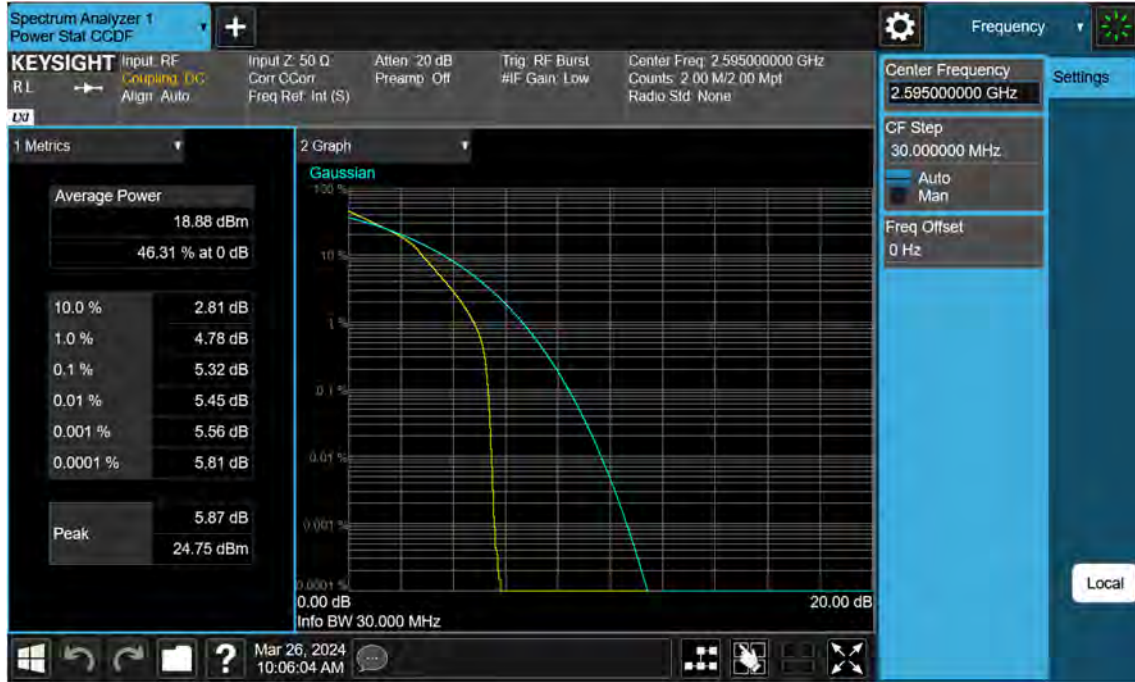 Spectrum Analyzer 1
Power Stat CCDF
+
Frequency
KEYSIGHT
RL
LXI
Input: RF
Coupling: DC
Align: Auto
Input Z: 50 Ω
Corr CCorr
Freq Ref: Int (S)
Atten: 20 dB
Preamp: Off
Trig: RF Burst
#IF Gain: Low
Center Freq: 2.595000000 GHz
Counts: 2.00 M/2.00 Mpt
Radio Std: None
Center Frequency
2.595000000 GHz
Settings
CF Step
30.000000 MHz
Auto
Man
Freq Offset
0 Hz
Local
1 Metrics
Average Power
18.88 dBm
46.31 % at 0 dB
10.0 % 2.81 dB
1.0 % 4.78 dB
0.1 % 5.32 dB
0.01 % 5.45 dB
0.001 % 5.56 dB
0.0001 % 5.81 dB
Peak
5.87 dB
24.75 dBm
2 Graph
Gaussian
100 %
10 %
1 %
0.1 %
0.01 %
0.001 %
0.0001 %
0.00 dB 20.00 dB
Info BW 30.000 MHz
?
Mar 26, 2024
10:06:04 AM